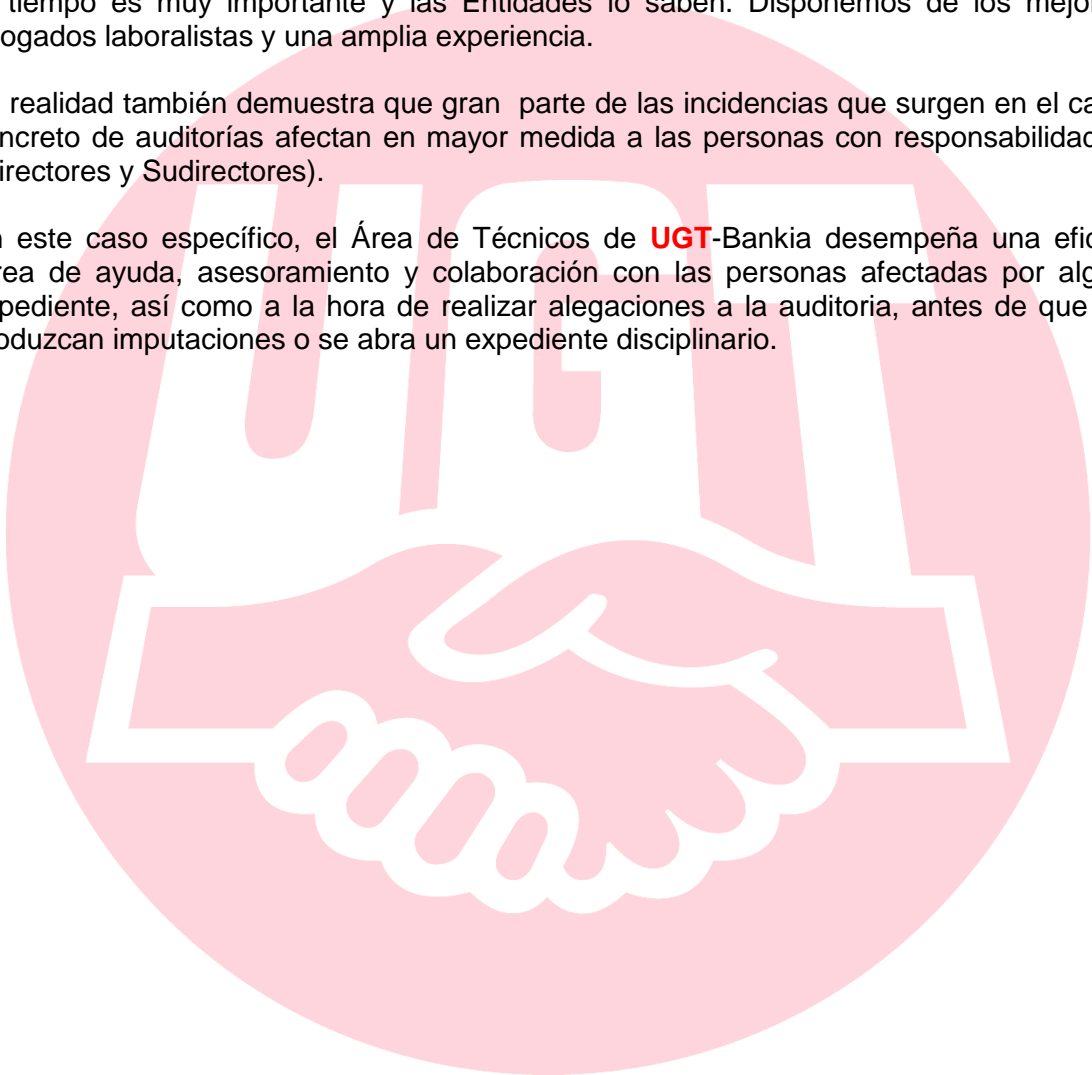 tiempo es muy importante y las Entidades lo saben. Disponemos de los mejor
ogados laboralistas y una amplia experiencia.
realidad también demuestra que gran parte de las incidencias que surgen en el ca
ncreto de auditorías afectan en mayor medida a las personas con responsabilidad
irectores y Sudirectores).
este caso específico, el Área de Técnicos de UGT-Bankia desempeña una efic
rea de ayuda, asesoramiento y colaboración con las personas afectadas por alg
pediente, así como a la hora de realizar alegaciones a la auditoria, antes de que
oduzcan imputaciones o se abra un expediente disciplinario.
UGT